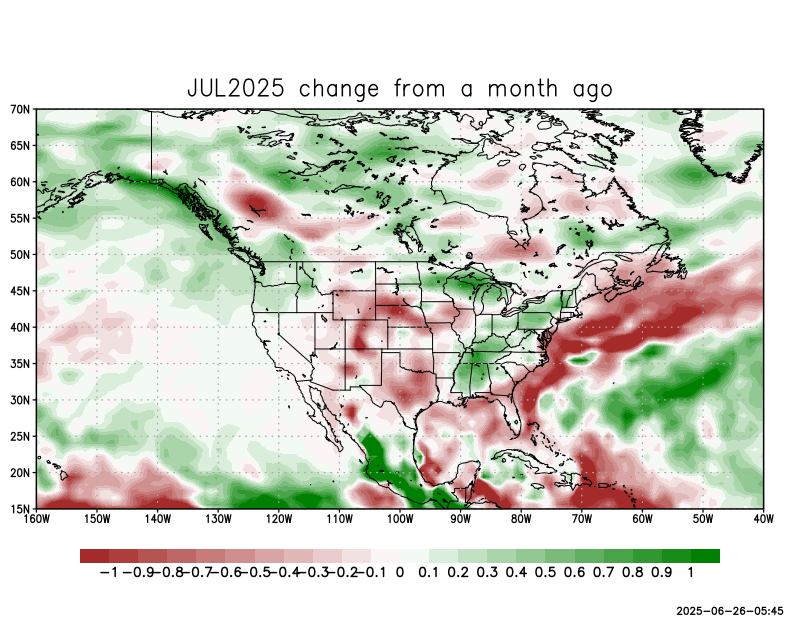 JUL2025 change from a month ago
70N
65N
60N
55N
50N
45N
40N
35N
30N
25N
20N
15N
160W 150W 140W 130W 120W 110W 100W 90W 80W 70W 60W 50W 40W
−1 −0.9 −0.8 −0.7 −0.6 −0.5 −0.4 −0.3 −0.2 −0.1 0 0.1 0.2 0.3 0.4 0.5 0.6 0.7 0.8 0.9 1
2025-06-26-05:45